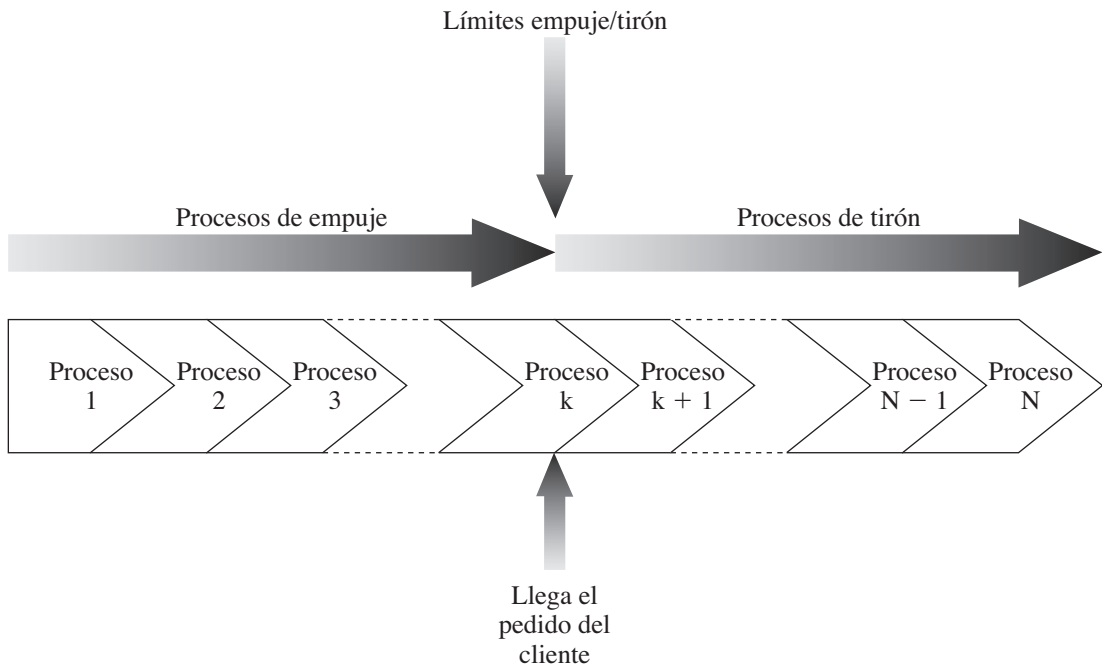 Límites empuje/tirón
Procesos de empuje
Procesos de tirón
Proceso
1
Proceso
2
Proceso
3
Proceso
k
Proceso
k + 1
Proceso
N − 1
Proceso
N
Llega el
pedido del
cliente